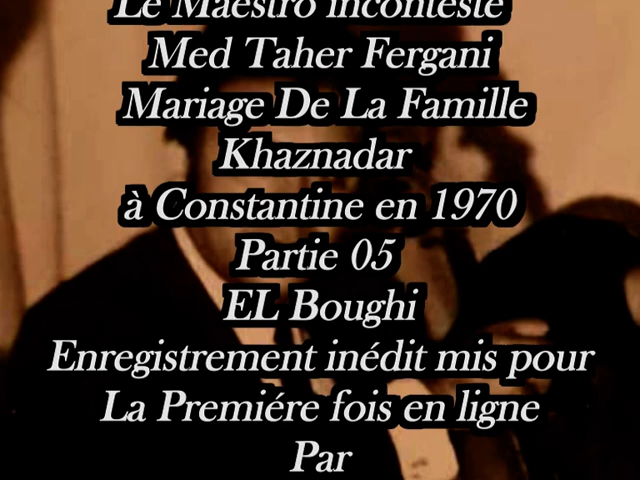 Le Maestro incontesté
Med Taher Fergani
Mariage De La Famille
Khaznadar
à Constantine en 1970
Partie 05
EL Boughi
Enregistrement inédit mis pour
La Premiére fois en ligne
Par